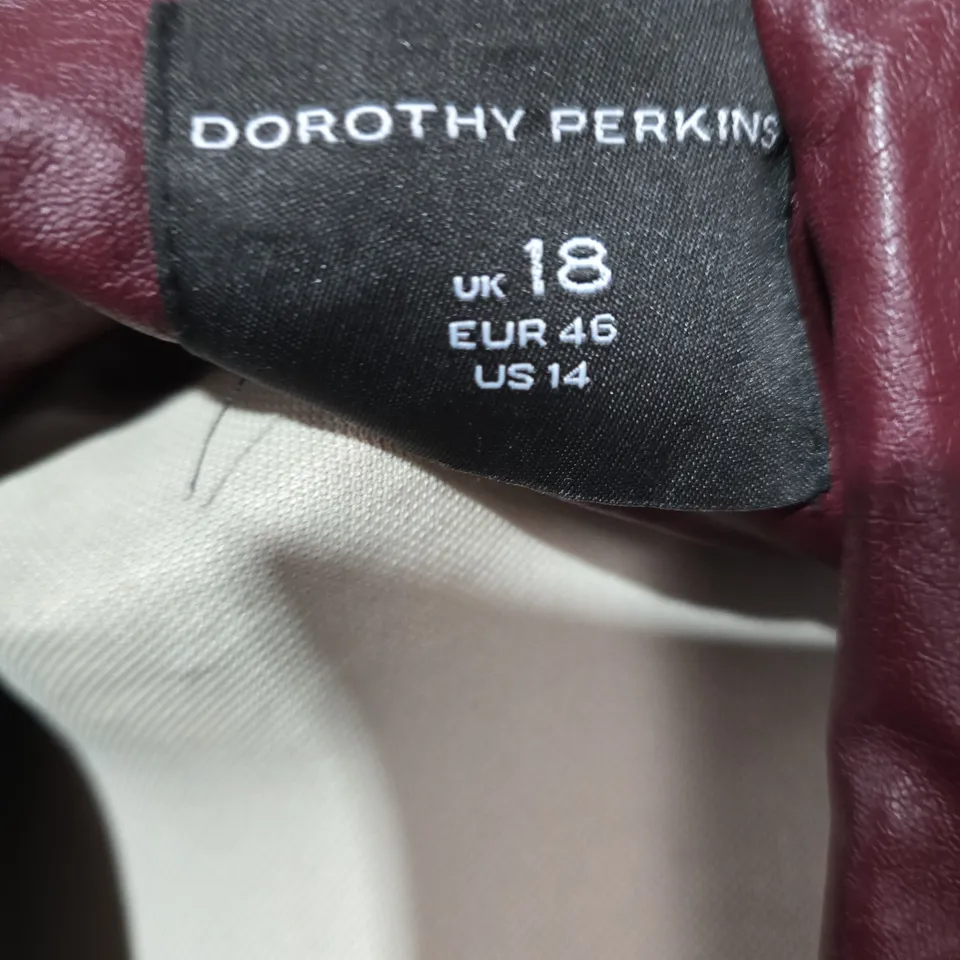 DOROTHY PERKINS
UK 18
EUR 46
US 14